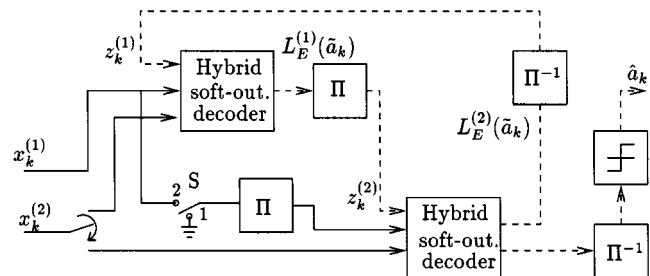 z_k^{(1)}
L_E^{(1)}(ã_k)
Hybrid
soft-out.
decoder
Π
Π^{-1}
â_k
L_E^{(2)}(ã_k)
x_k^{(1)}
z_k^{(2)}
2 S
1
Π
x_k^{(2)}
Hybrid
soft-out.
decoder
Π^{-1}